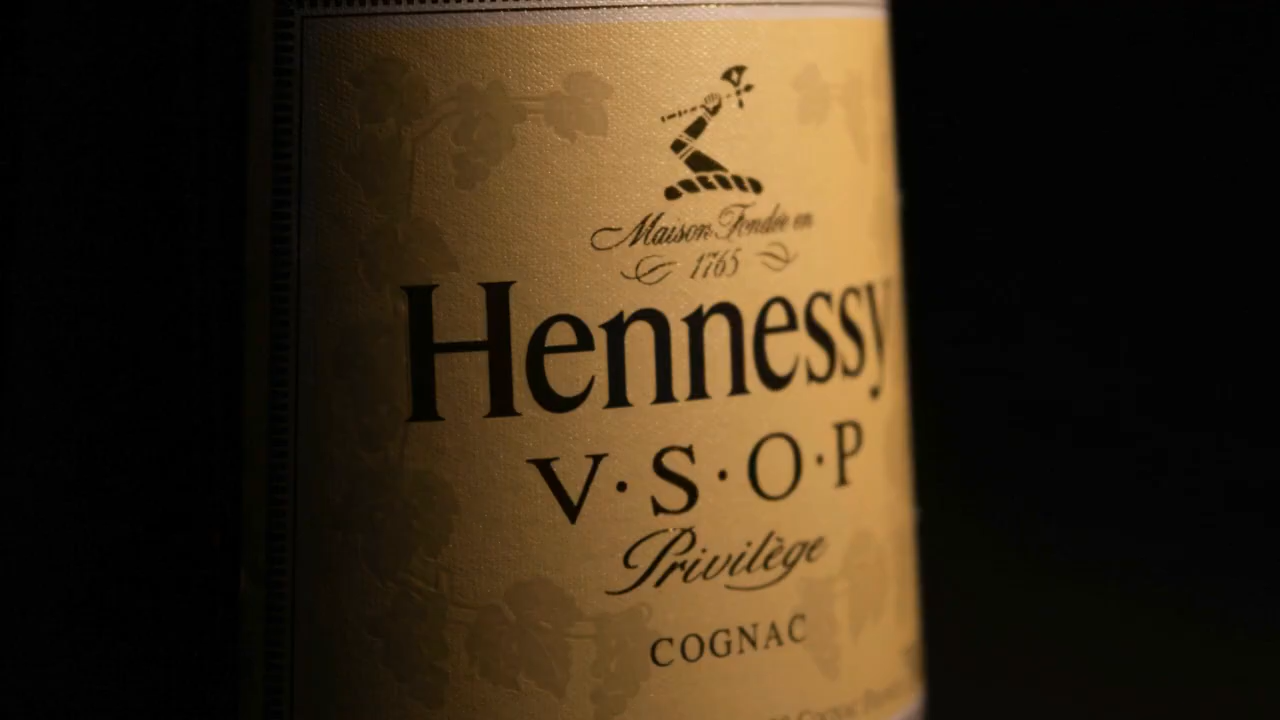 Maison Fondée en
1765
Hennessy
V·S·O·P
Privilège
COGNAC